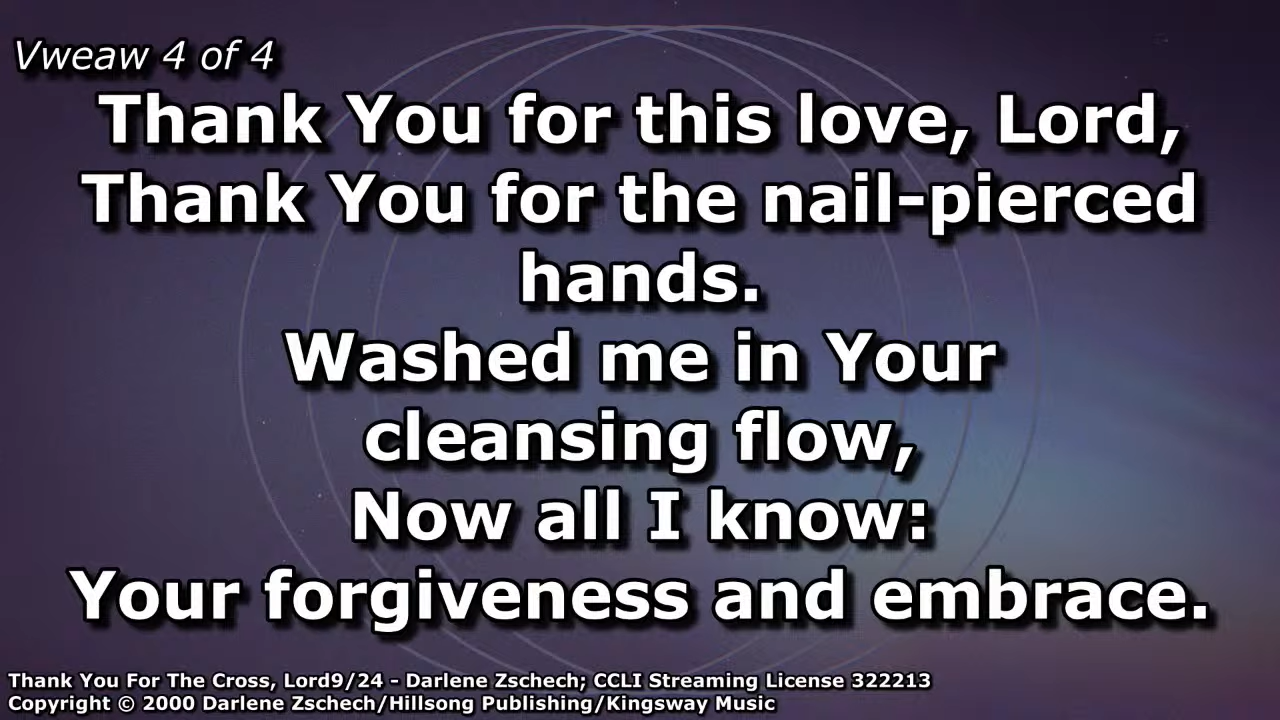 Vweaw 4 of 4
Thank You for this love, Lord,
Thank You for the nail-pierced
hands.
Washed me in Your
cleansing flow,
Now all I know:
Your forgiveness and embrace.
Thank You For The Cross, Lord9/24 - Darlene Zschech; CCLI Streaming License 322213
Copyright © 2000 Darlene Zschech/Hillsong Publishing/Kingsway Music